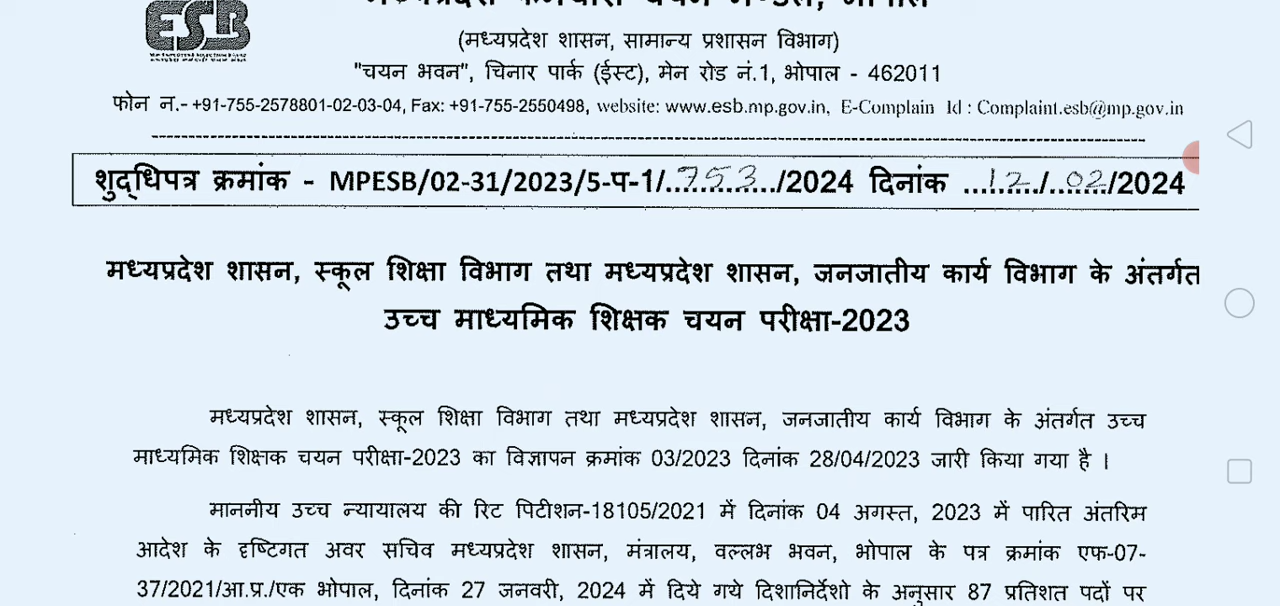 ESB
(मध्यप्रदेश शासन, सामान्य प्रशासन विभाग)
"चयन भवन", चिनार पार्क (ईस्ट), मेन रोड नं.1, भोपाल - 462011
फोन न.- +91-755-2578801-02-03-04, Fax: +91-755-2550498, website: www.esb.mp.gov.in, E-Complain Id : Complaint.esb@mp.gov.in
शुद्धिपत्र क्रमांक - MPESB/02-31/2023/5-प-1/...753.../2024 दिनांक ...12.../...02.../2024
मध्यप्रदेश शासन, स्कूल शिक्षा विभाग तथा मध्यप्रदेश शासन, जनजातीय कार्य विभाग के अंतर्गत
उच्च माध्यमिक शिक्षक चयन परीक्षा-2023
मध्यप्रदेश शासन, स्कूल शिक्षा विभाग तथा मध्यप्रदेश शासन, जनजातीय कार्य विभाग के अंतर्गत उच्च
माध्यमिक शिक्षक चयन परीक्षा-2023 का विज्ञापन क्रमांक 03/2023 दिनांक 28/04/2023 जारी किया गया है ।
माननीय उच्च न्यायालय की रिट पिटीशन-18105/2021 में दिनांक 04 अगस्त, 2023 में पारित अंतरिम
आदेश के दृष्टिगत अवर सचिव मध्यप्रदेश शासन, मंत्रालय, वल्लभ भवन, भोपाल के पत्र क्रमांक एफ-07-
37/2021/आ.प्र./एक भोपाल, दिनांक 27 जनवरी, 2024 में दिये गये दिशानिर्देशो के अनुसार 87 प्रतिशत पदों पर